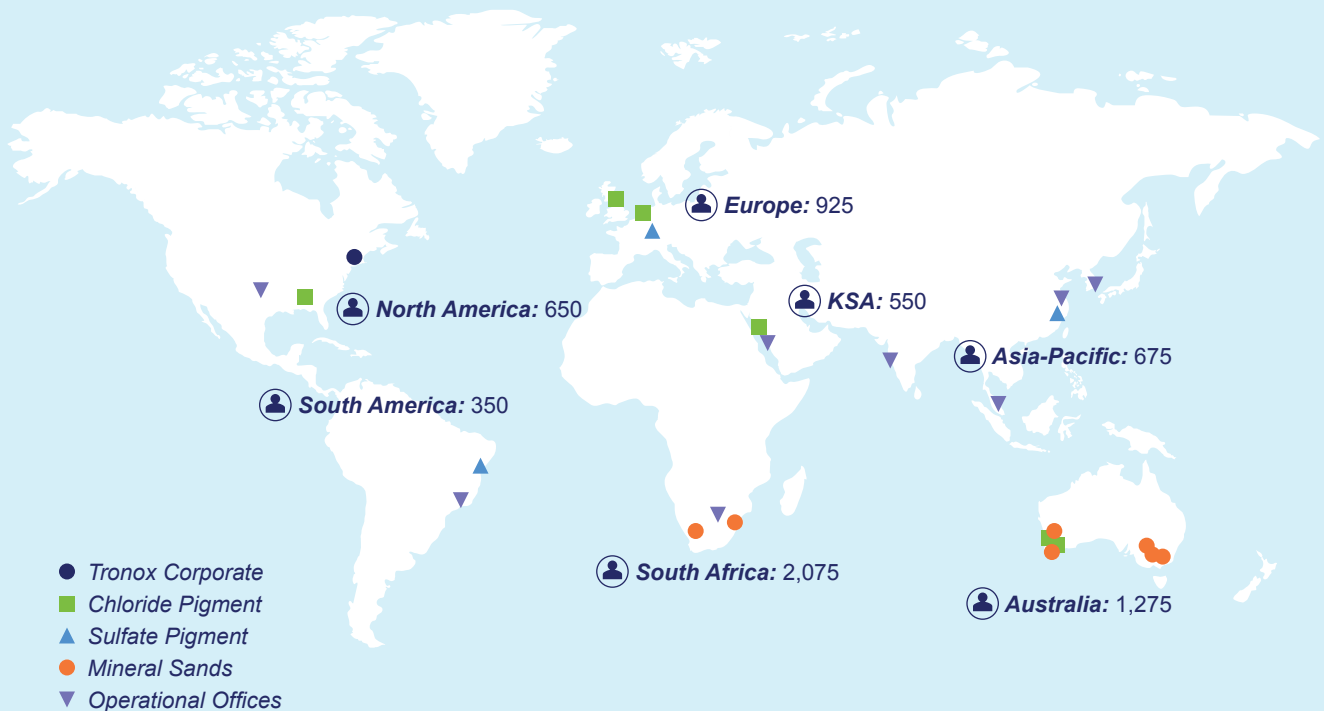 Europe: 925
KSA: 550
North America: 650
Asia-Pacific: 675
South America: 350
South Africa: 2,075
Australia: 1,275
Tronox Corporate
Chloride Pigment
Sulfate Pigment
Mineral Sands
Operational Offices